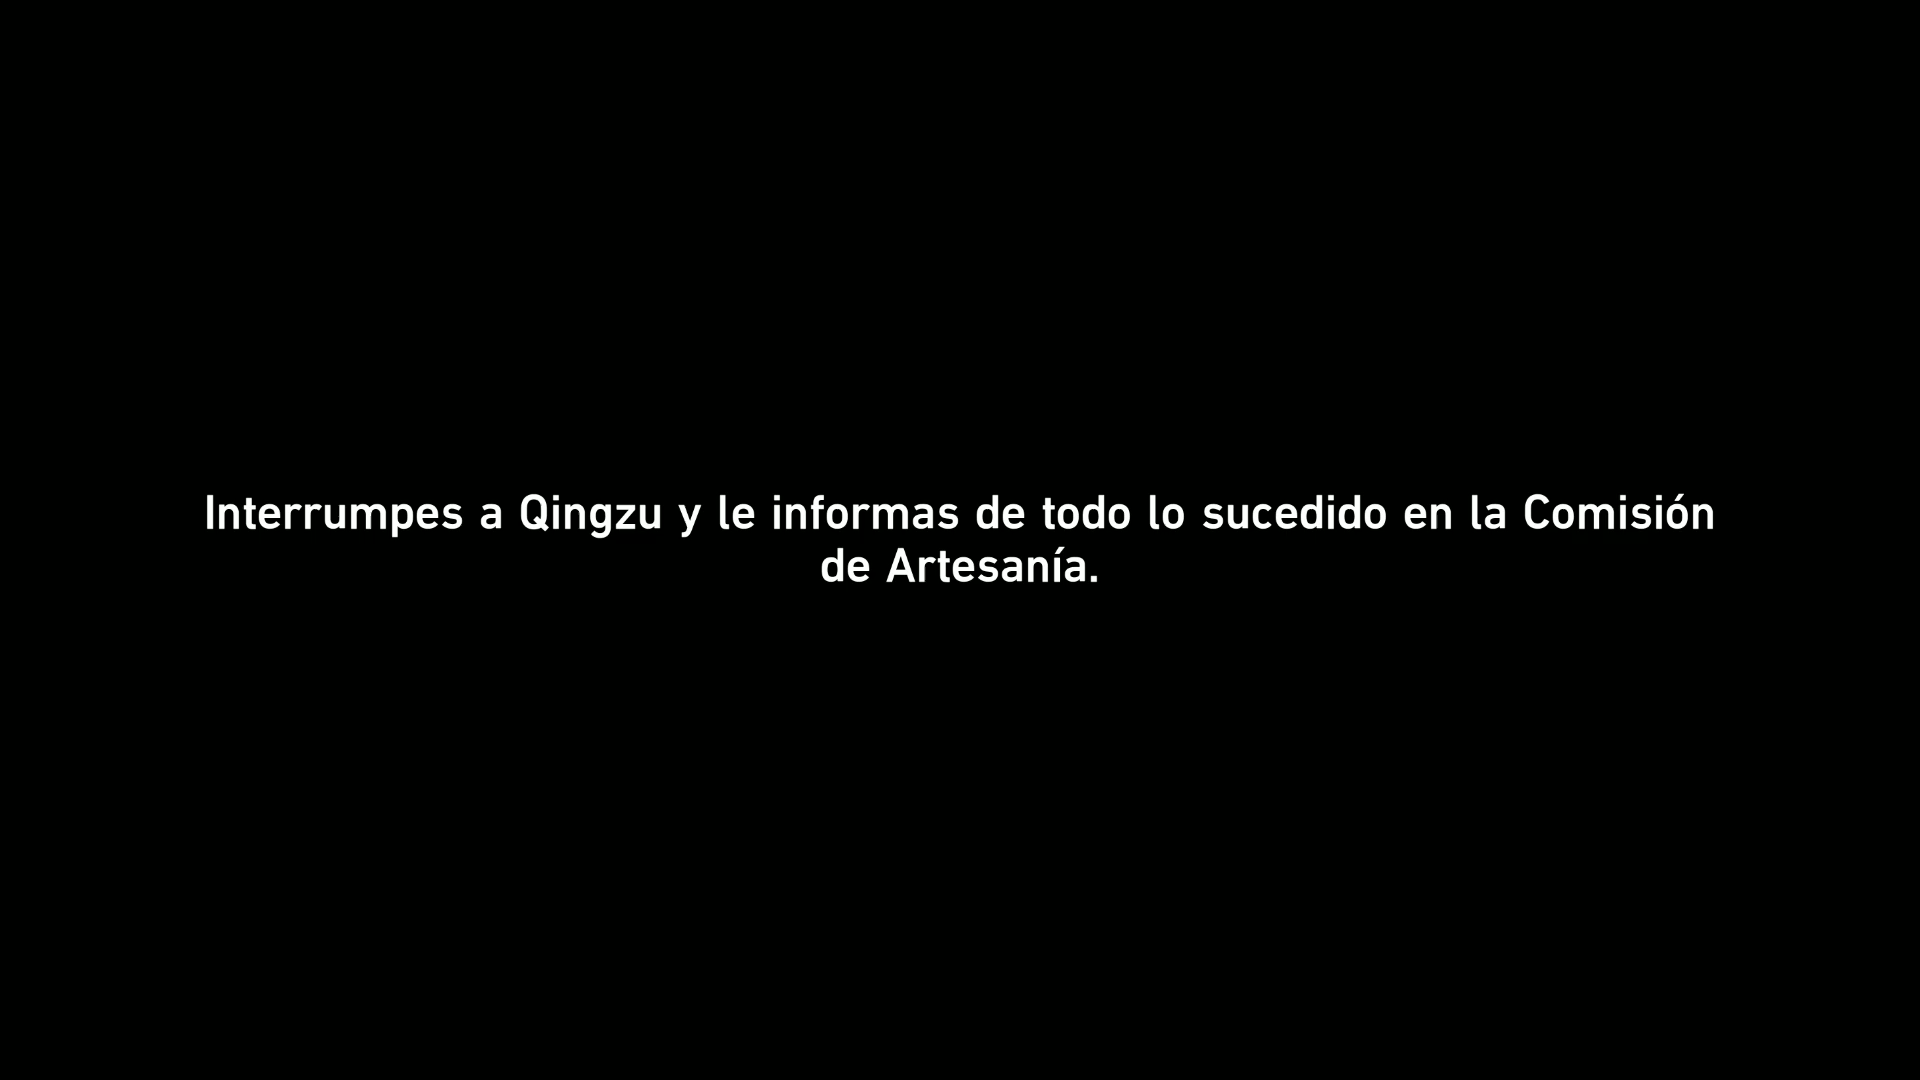 Interrumpes a Qingzu y le informas de todo lo sucedido en la Comisión
de Artesanía.